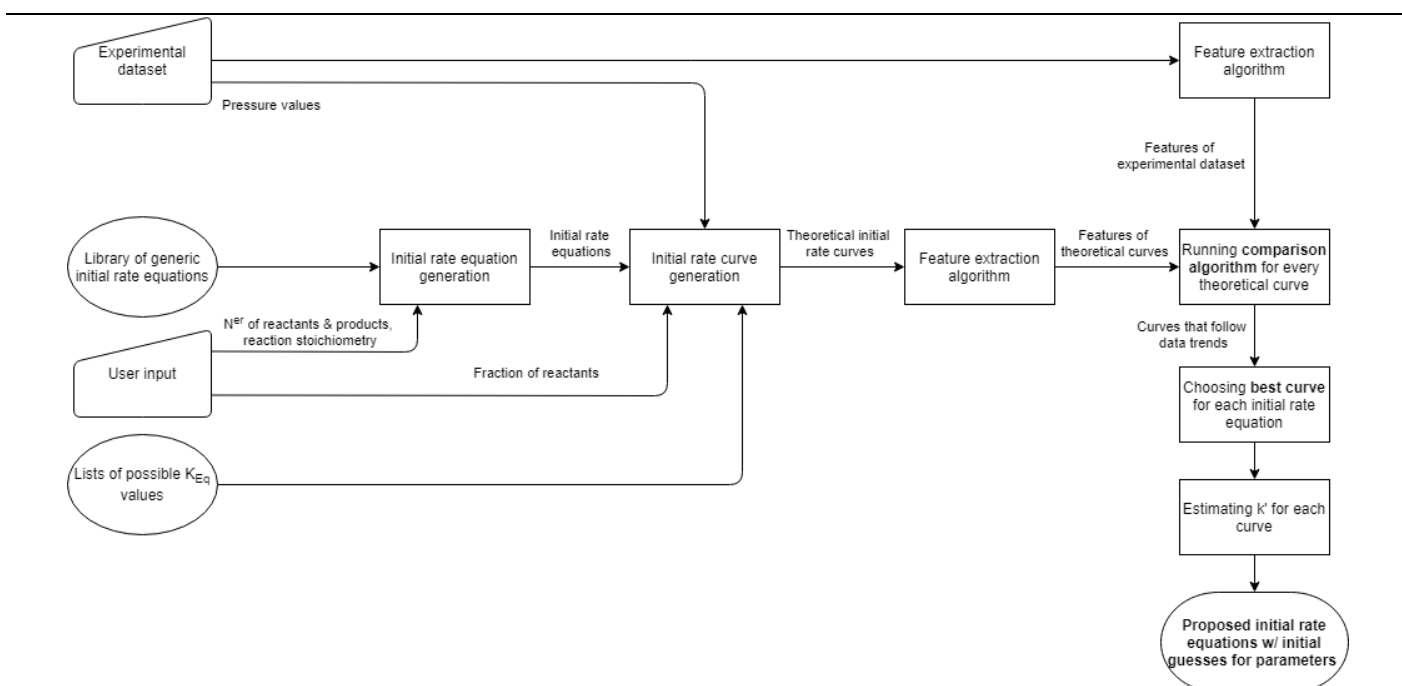 Experimental
dataset
Feature extraction
algorithm
Pressure values
Features of
experimental dataset
Library of generic
initial rate equations
Initial rate equation
generation
Initial rate
equations
Initial rate curve
generation
Theoretical initial
rate curves
Feature extraction
algorithm
Features of
theoretical curves
Running comparison
algorithm for every
theoretical curve
N^er of reactants & products,
reaction stoichiometry
User input
Fraction of reactants
Curves that follow
data trends
Choosing best curve
for each initial rate
equation
Lists of possible K_Eq
values
Estimating k' for each
curve
Proposed initial rate
equations w/ initial
guesses for parameters